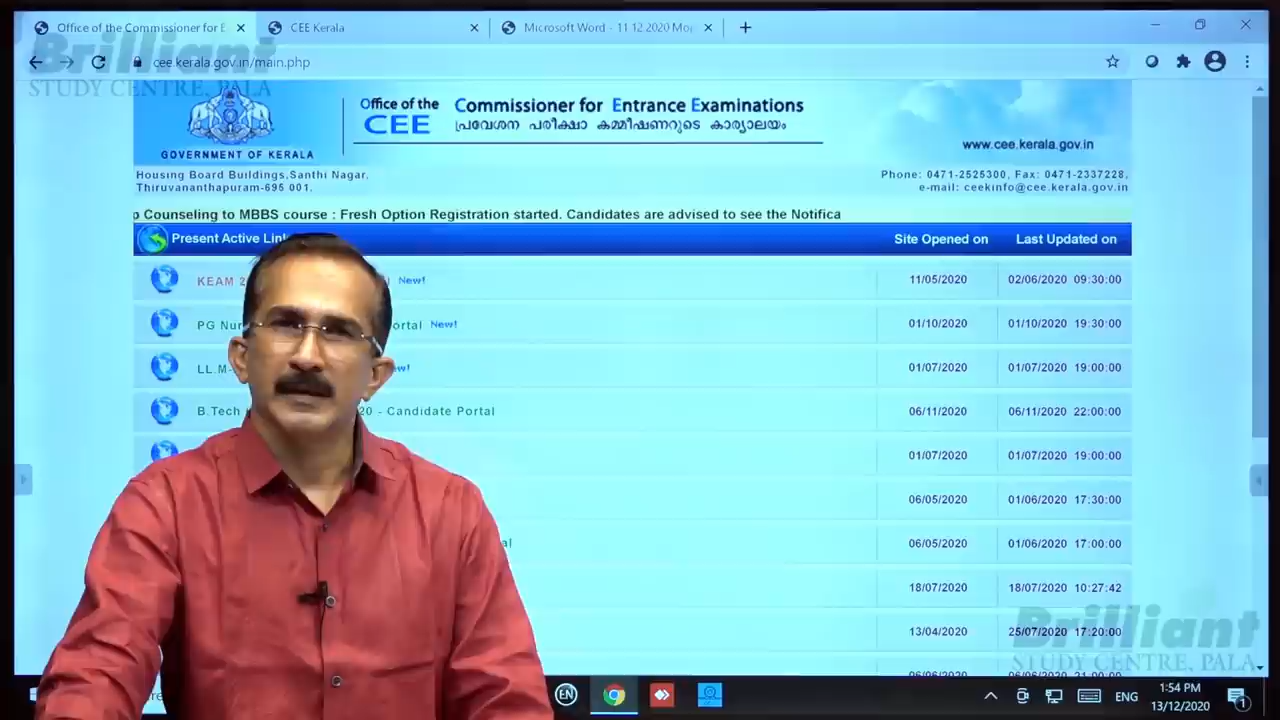 Office of the Commissioner for E
CEE Kerala
Microsoft Word - 11 12 2020 Mo
Brilliant
STUDY CENTRE, PALA
cee.kerala.gov.in/main.php
GOVERNMENT OF KERALA
Office of the
CEE
Commissioner for Entrance Examinations
പ്രവേശന പരീക്ഷാ കമ്മീഷണറുടെ കാര്യാലയം
www.cee.kerala.gov.in
Housing Board Buildings,Santhi Nagar,
Thiruvananthapuram-695 001.
Phone: 0471-2525300, Fax: 0471-2337228,
e-mail: ceekinfo@cee.kerala.gov.in
p Counseling to MBBS course : Fresh Option Registration started. Candidates are advised to see the Notifica
Present Active Link Site Opened on Last Updated on
KEAM 2 New! 11/05/2020 02/06/2020 09:30:00
PG Nur ortal New! 01/10/2020 01/10/2020 19:30:00
LL.M- ew! 01/07/2020 01/07/2020 19:00:00
B.Tech 20 - Candidate Portal 06/11/2020 06/11/2020 22:00:00
01/07/2020 01/07/2020 19:00:00
06/05/2020 01/06/2020 17:30:00
al 06/05/2020 01/06/2020 17:00:00
18/07/2020 18/07/2020 10:27:42
13/04/2020 25/07/2020 17:20:00
Brilliant
STUDY CENTRE, PALA
EN
ENG
1:54 PM
13/12/2020
1